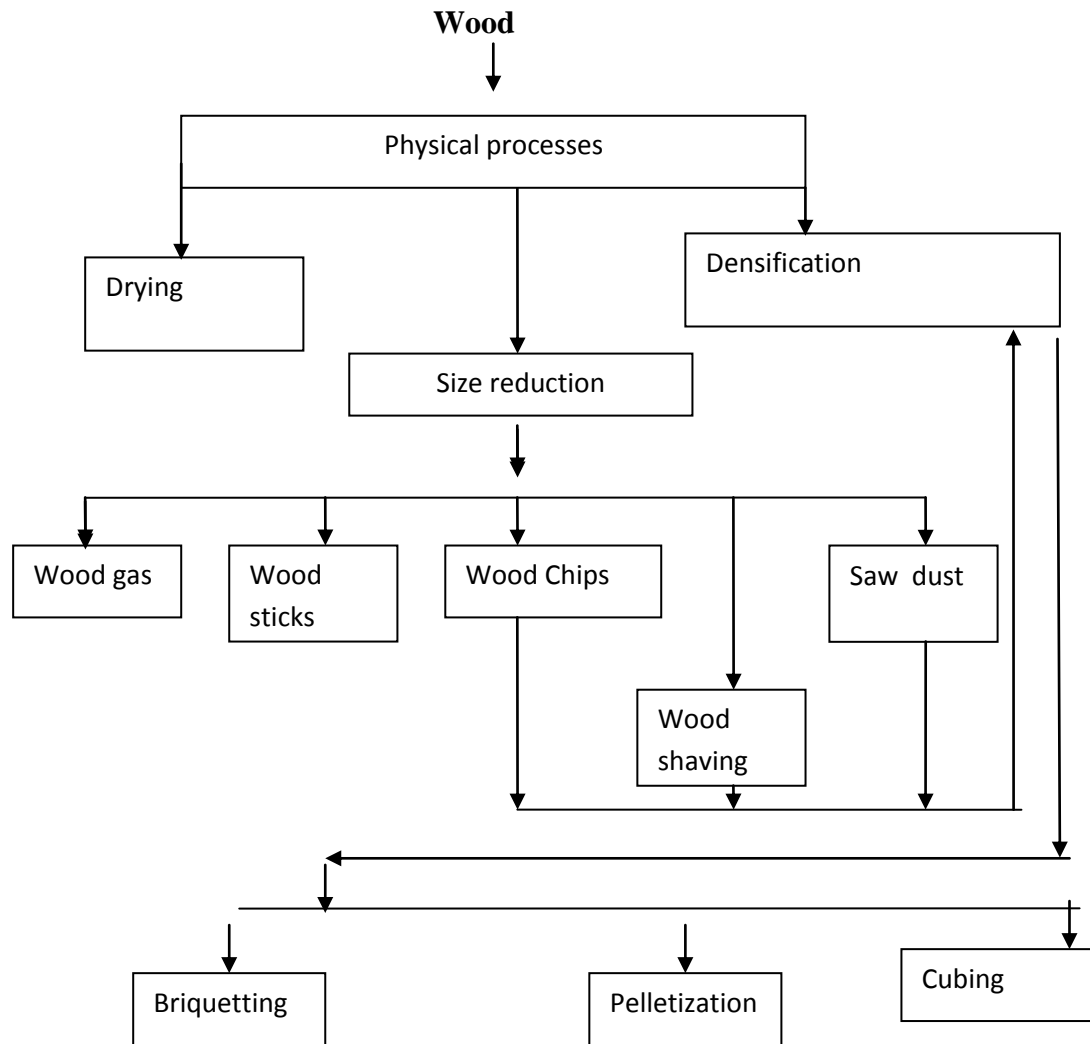 Wood
Physical processes
Drying
Densification
Size reduction
Wood gas
Wood
sticks
Wood Chips
Saw dust
Wood
shaving
Briquetting
Pelletization
Cubing